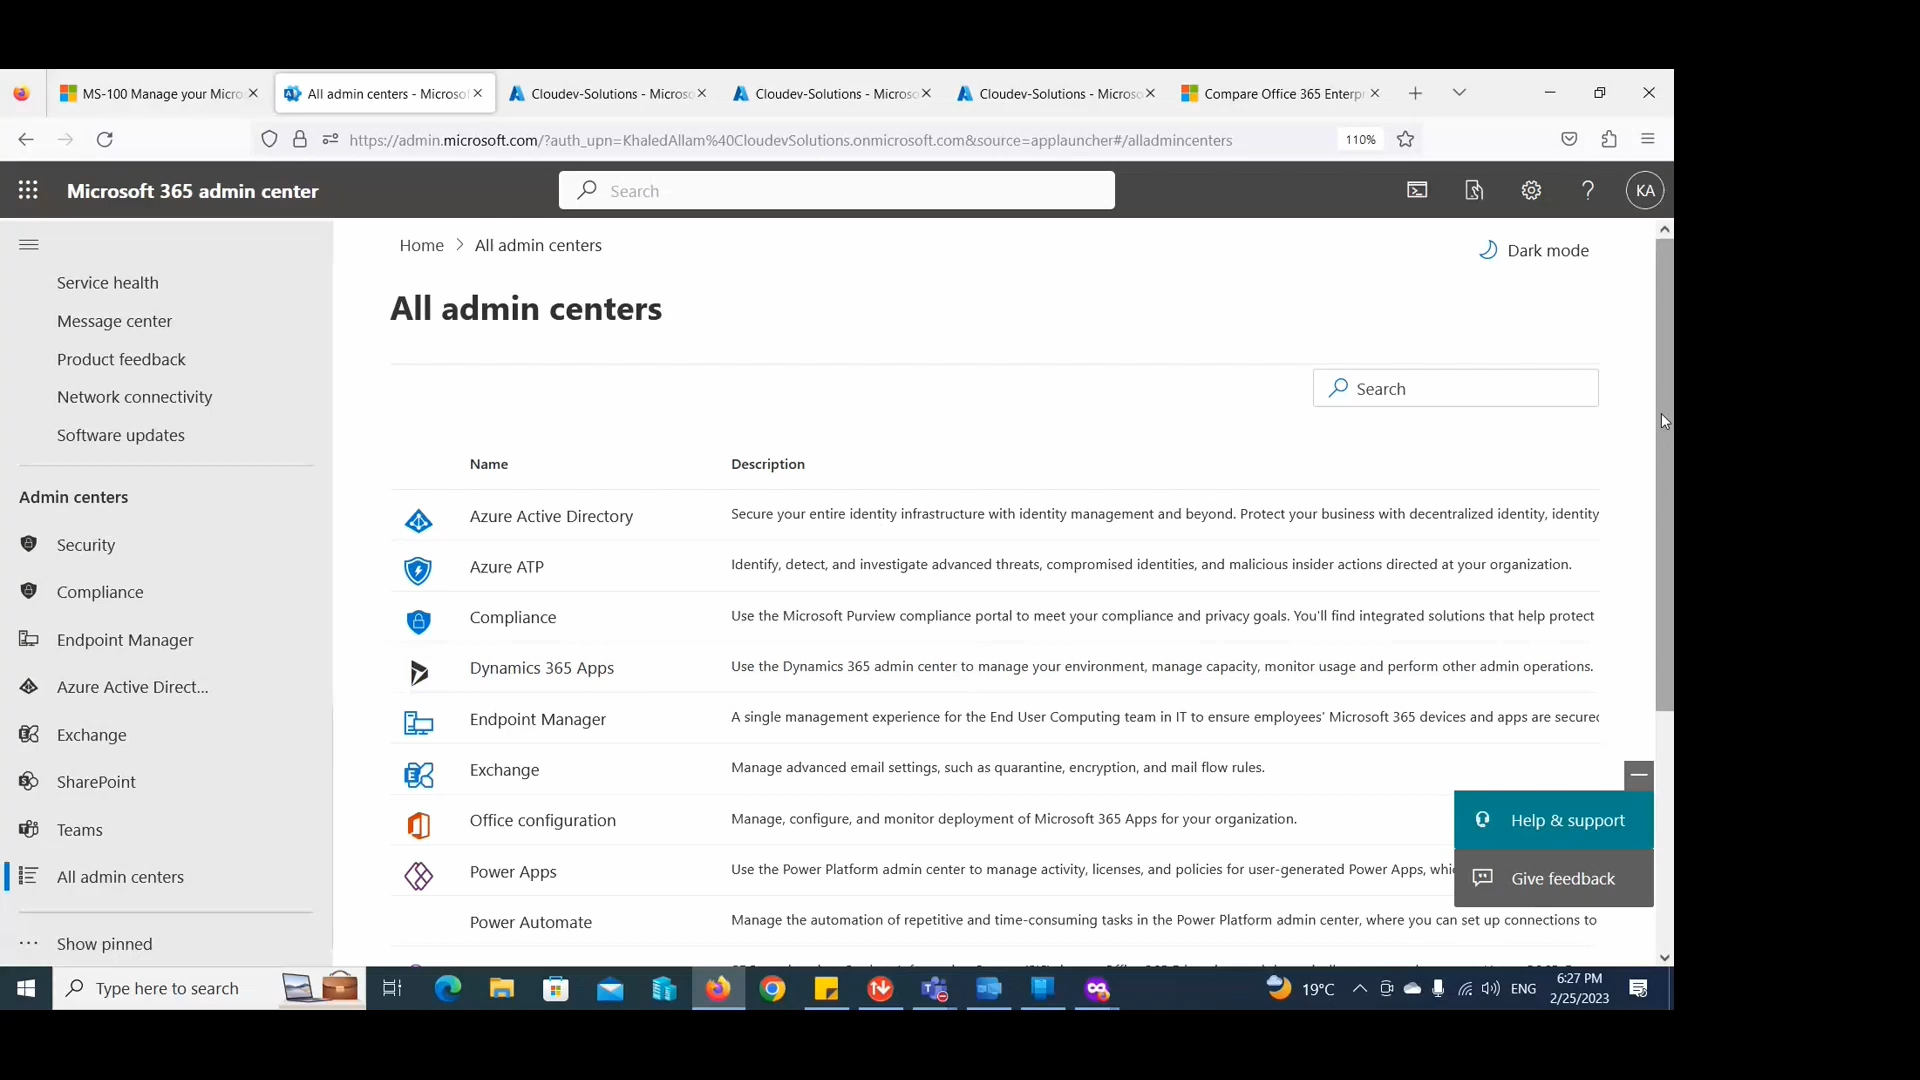 MS-100 Manage your Micro
All admin centers - Microsof
Cloudev-Solutions - Microso
Cloudev-Solutions - Microso
Cloudev-Solutions - Microso
Compare Office 365 Enterp
https://admin.microsoft.com/?auth_upn=KhaledAllam%40CloudevSolutions.onmicrosoft.com&source=applauncher#/alladmincenters
110%
Microsoft 365 admin center
Search
KA
Service health
Message center
Product feedback
Network connectivity
Software updates
Admin centers
Security
Compliance
Endpoint Manager
Azure Active Direct...
Exchange
SharePoint
Teams
All admin centers
Show pinned
Home > All admin centers
Dark mode
All admin centers
Search
Name Description
Azure Active Directory Secure your entire identity infrastructure with identity management and beyond. Protect your business with decentralized identity, identity
Azure ATP Identify, detect, and investigate advanced threats, compromised identities, and malicious insider actions directed at your organization.
Compliance Use the Microsoft Purview compliance portal to meet your compliance and privacy goals. You'll find integrated solutions that help protect
Dynamics 365 Apps Use the Dynamics 365 admin center to manage your environment, manage capacity, monitor usage and perform other admin operations.
Endpoint Manager A single management experience for the End User Computing team in IT to ensure employees' Microsoft 365 devices and apps are secured
Exchange Manage advanced email settings, such as quarantine, encryption, and mail flow rules.
Office configuration Manage, configure, and monitor deployment of Microsoft 365 Apps for your organization.
Power Apps Use the Power Platform admin center to manage activity, licenses, and policies for user-generated Power Apps,
Power Automate Manage the automation of repetitive and time-consuming tasks in the Power Platform admin center, where you can set up connections to
Help & support
Give feedback
Type here to search
19°C
ENG
6:27 PM
2/25/2023